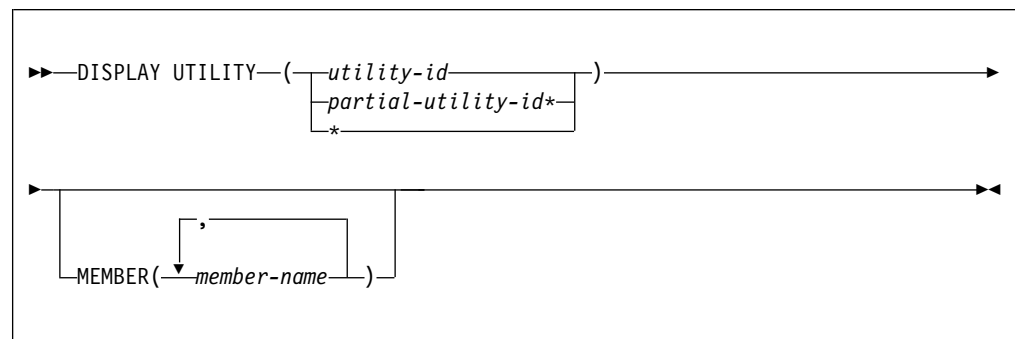 DISPLAY UTILITY ( utility-id )
partial-utility-id*
*
,
MEMBER( member-name )